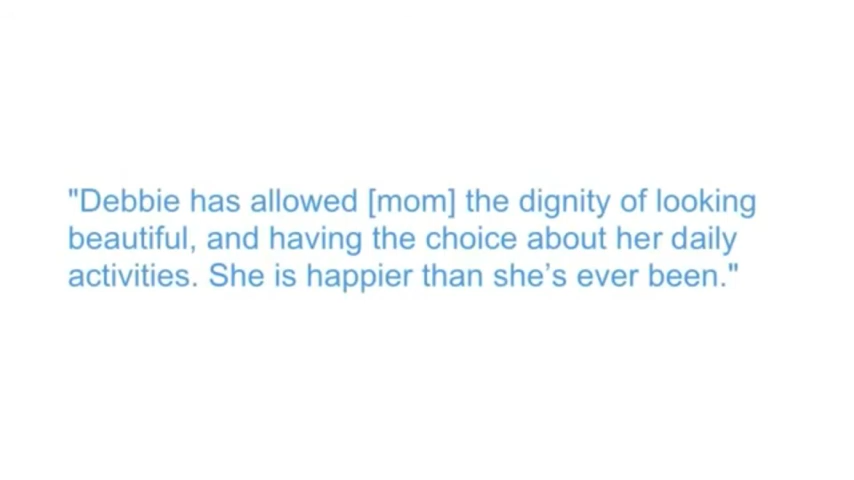 "Debbie has allowed [mom] the dignity of looking
beautiful, and having the choice about her daily
activities. She is happier than she’s ever been."